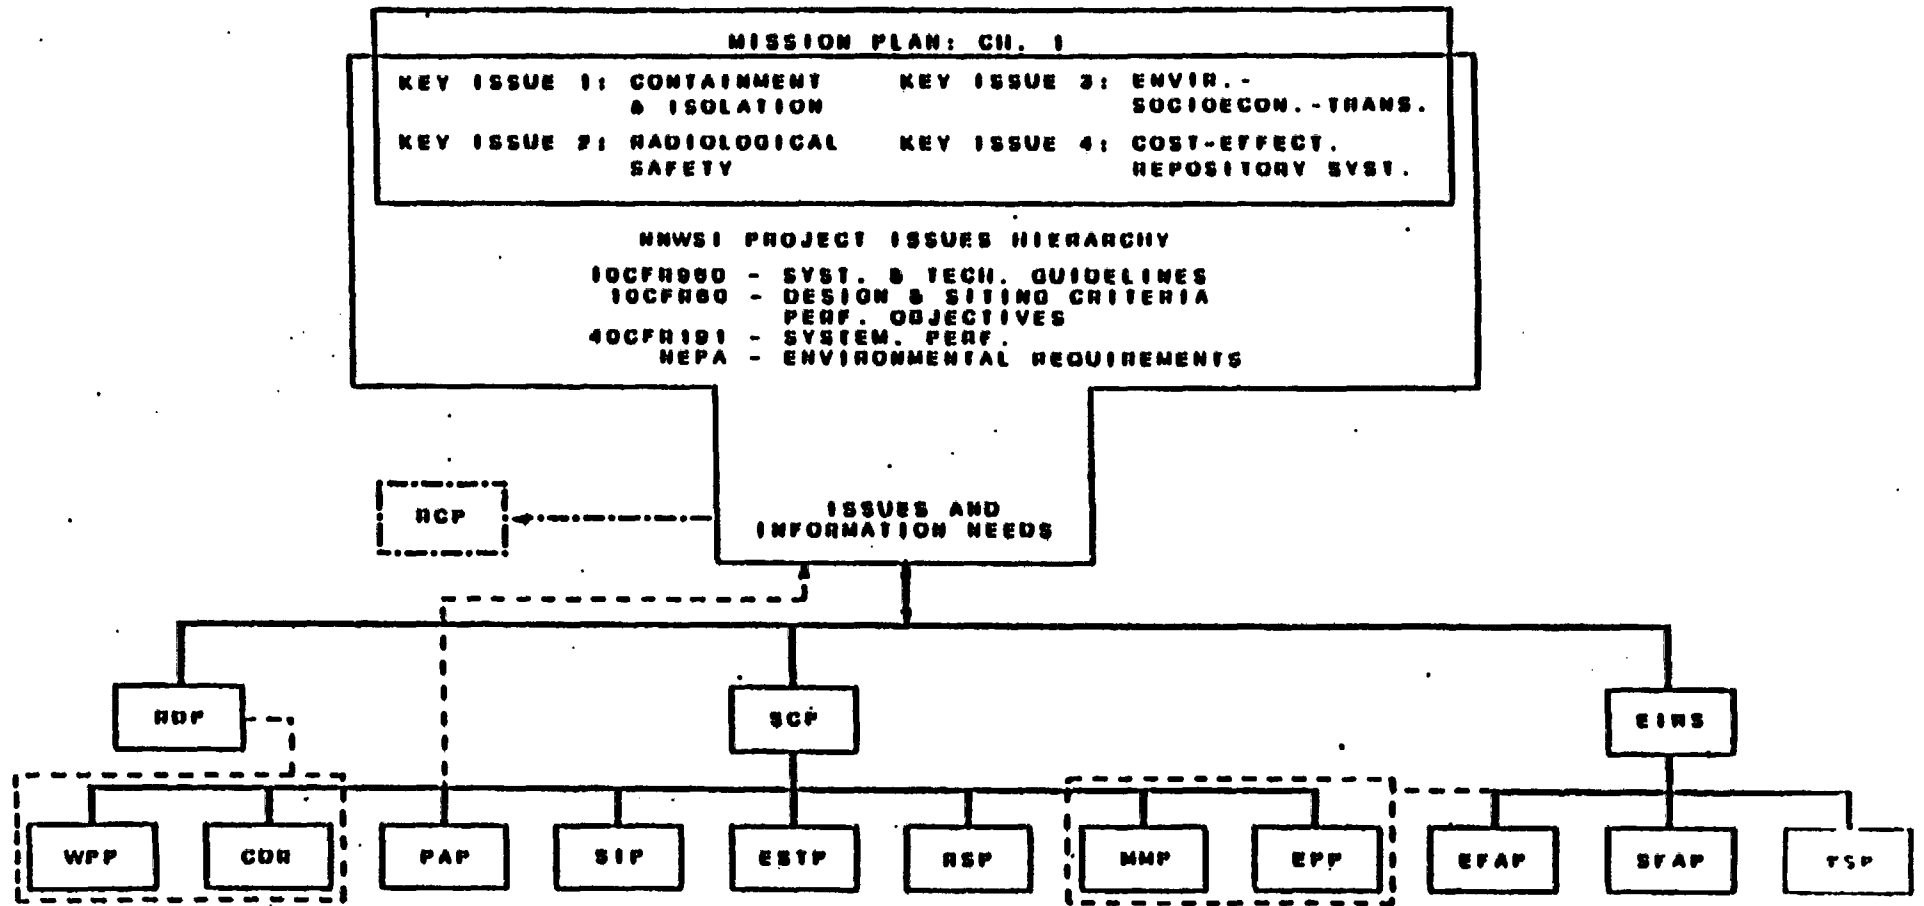 MISSION PLAN: CH. 1
KEY ISSUE 1: CONTAINMENT
& ISOLATION
KEY ISSUE 3: ENVIR.-
SOCIOECON.-TRANS.
KEY ISSUE 2: RADIOLOGICAL
SAFETY
KEY ISSUE 4: COST-EFFECT.
REPOSITORY SYST.
NNWSI PROJECT ISSUES HIERARCHY
10CFR960 - SYST. & TECH. GUIDELINES
10CFR60 - DESIGN & SITING CRITERIA
PERF. OBJECTIVES
40CFR191 - SYSTEM. PERF.
NEPA - ENVIRONMENTAL REQUIREMENTS
RCP
ISSUES AND
INFORMATION NEEDS
RDP
SCP
EIRS
WPP
CDR
PAP
SIP
ESTP
RSP
MMP
EPP
EFAP
SFAP
TSP